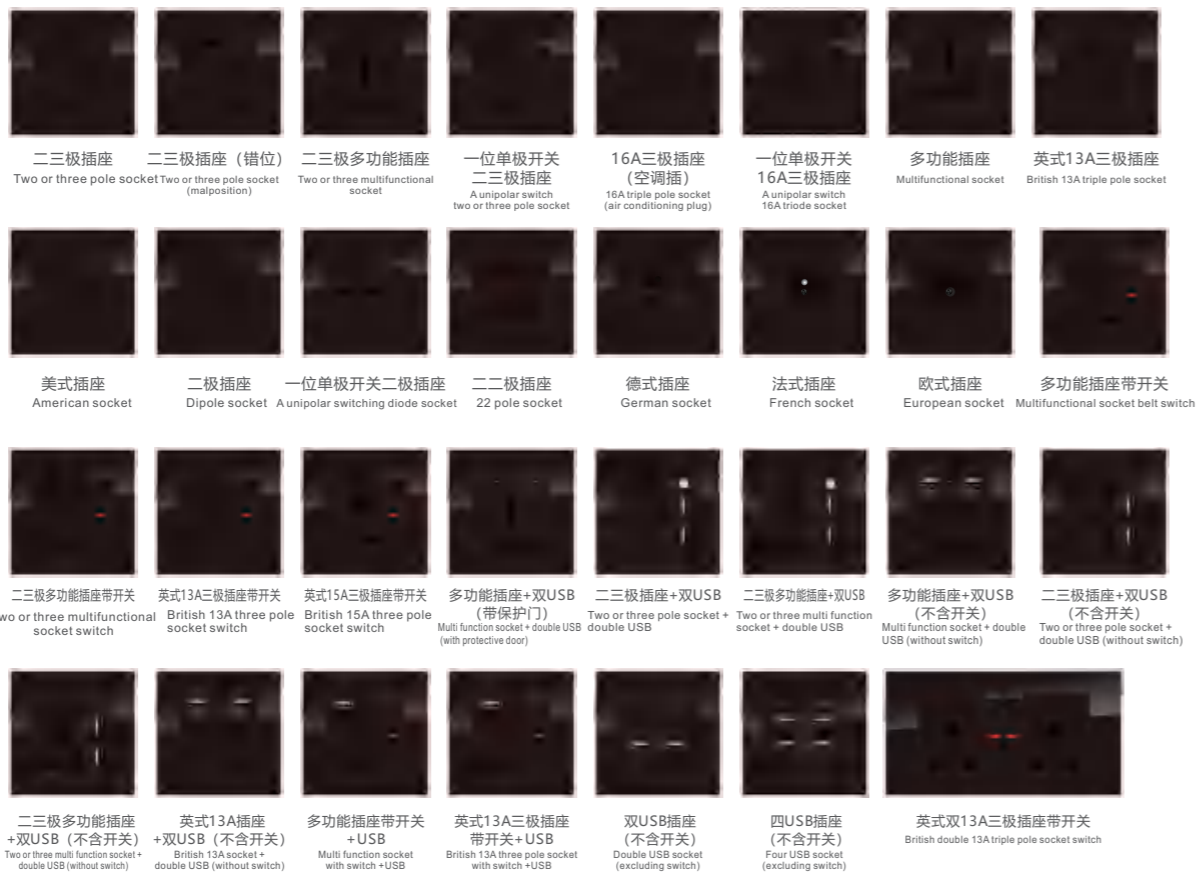 二三极插座
Two or three pole socket
二三极插座（错位）
Two or three pole socket
(malposition)
二三极多功能插座
Two or three multifunctional
socket
一位单极开关
二三极插座
A unipolar switch
two or three pole socket
16A三极插座
（空调插）
16A triple pole socket
(air conditioning plug)
一位单极开关
16A三极插座
A unipolar switch
16A triode socket
多功能插座
Multifunctional socket
英式13A三极插座
British 13A triple pole socket
美式插座
American socket
二极插座
Dipole socket
一位单极开关二极插座
A unipolar switching diode socket
二二极插座
22 pole socket
德式插座
German socket
法式插座
French socket
欧式插座
European socket
多功能插座带开关
Multifunctional socket belt switch
二三极多功能插座带开关
wo or three multifunctional
socket switch
英式13A三极插座带开关
British 13A three pole
socket switch
英式15A三极插座带开关
British 15A three pole
socket switch
多功能插座+双USB
（带保护门）
Multi function socket + double USB
(with protective door)
二三极插座+双USB
Two or three pole socket +
double USB
二三极多功能插座+双USB
Two or three multi function
socket + double USB
多功能插座+双USB
（不含开关）
Multi function socket + double
USB (without switch)
二三极插座+双USB
（不含开关）
Two or three pole socket +
double USB (without switch)
二三极多功能插座
+双USB（不含开关）
Two or three multi function socket +
double USB (without switch)
英式13A插座
+双USB（不含开关）
British 13A socket +
double USB (without switch)
多功能插座带开关
+USB
Multi function socket
with switch +USB
英式13A三极插座
带开关+USB
British 13A three pole socket
with switch +USB
双USB插座
（不含开关）
Double USB socket
(excluding switch)
四USB插座
（不含开关）
Four USB socket
(excluding switch)
英式双13A三极插座带开关
British double 13A triple pole socket switch